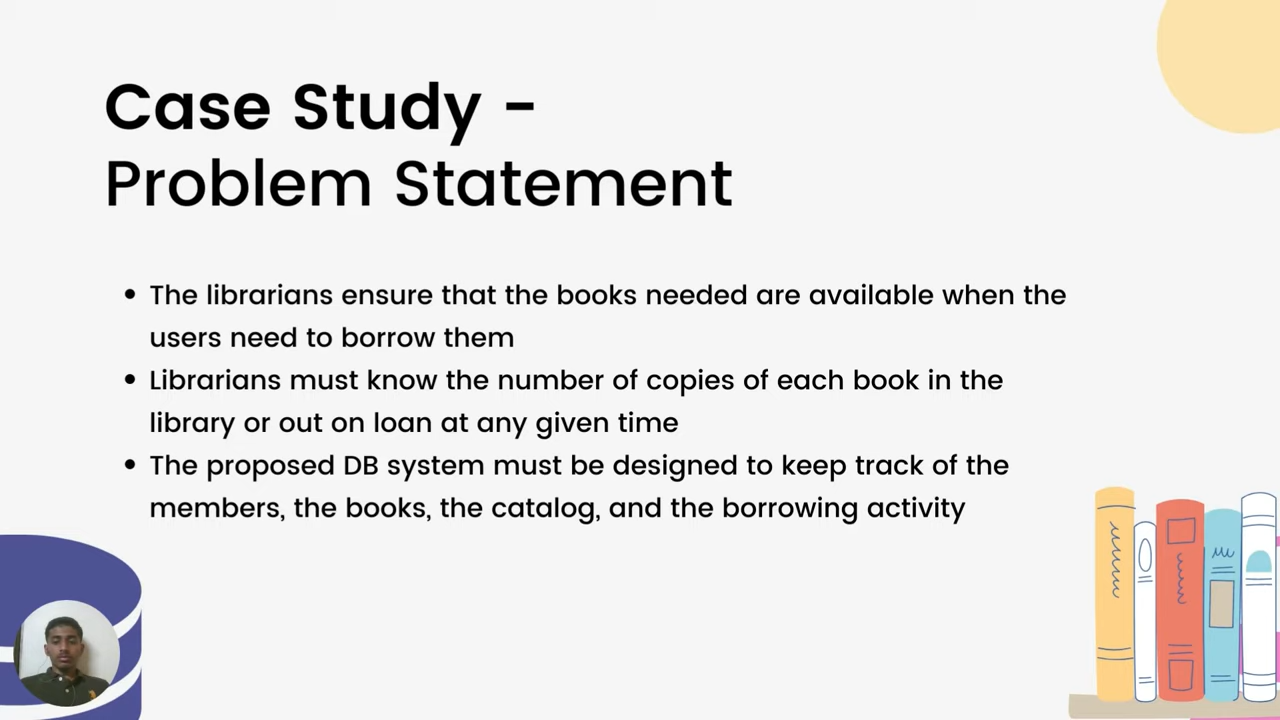 Case Study -
Problem Statement
• The librarians ensure that the books needed are available when the
users need to borrow them
• Librarians must know the number of copies of each book in the
library or out on loan at any given time
• The proposed DB system must be designed to keep track of the
members, the books, the catalog, and the borrowing activity